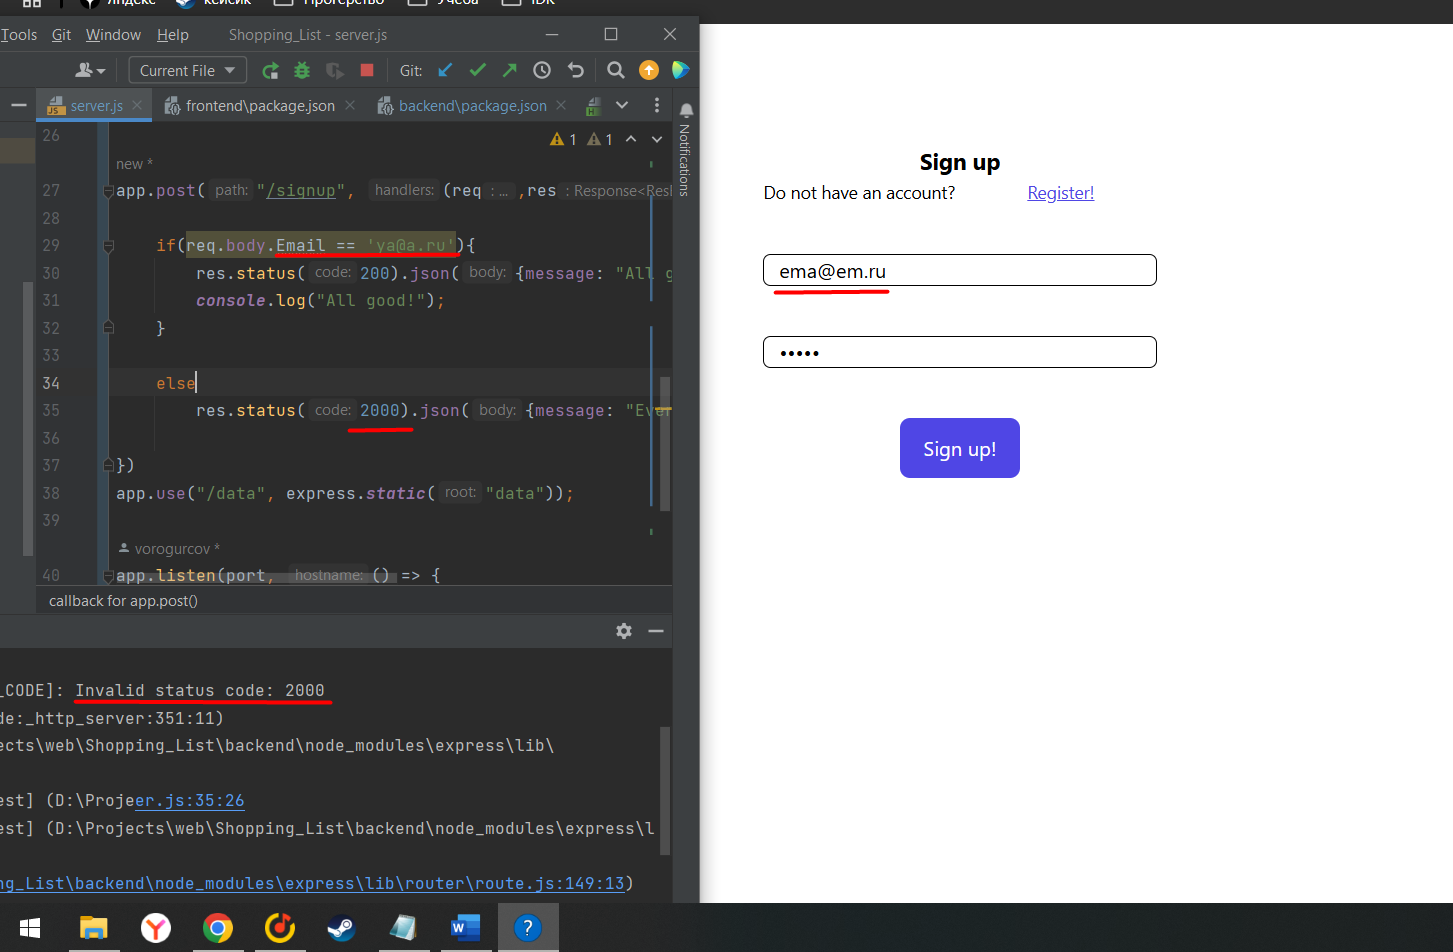 Яндекс
кейсик
Прогерство
Учёба
IDK
Tools Git Window Help Shopping_List - server.js
Current File Git:
server.js frontend\package.json backend\package.json
Notifications
26
1 1
new *
27 app.post( path: "/signup", handlers: (req : ... ,res : Response<Resl
28
29 if(req.body.Email == 'ya@a.ru'){
30 res.status( code: 200).json( body: {message: "All g
31 console.log("All good!");
32 }
33
34 else
35 res.status( code: 2000).json( body: {message: "Ever
36
37 })
38 app.use("/data", express.static( root: "data"));
39
vorogurcov *
40 app.listen(port, hostname: () => {
callback for app.post()
_CODE]: Invalid status code: 2000
de:_http_server:351:11)
ects\web\Shopping_List\backend\node_modules\express\lib\
est] (D:\Projeer.js:35:26
est] (D:\Projects\web\Shopping_List\backend\node_modules\express\l
ng_List\backend\node_modules\express\lib\router\route.js:149:13)
Sign up
Do not have an account? Register!
ema@em.ru
•••••
Sign up!